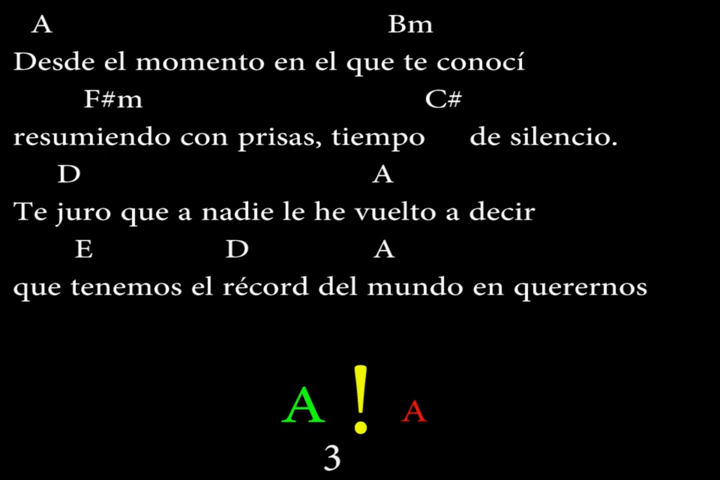 A Bm
Desde el momento en el que te conocí
F#m C#
resumiendo con prisas, tiempo de silencio.
D A
Te juro que a nadie le he vuelto a decir
E D A
que tenemos el récord del mundo en querernos
A ! A
3